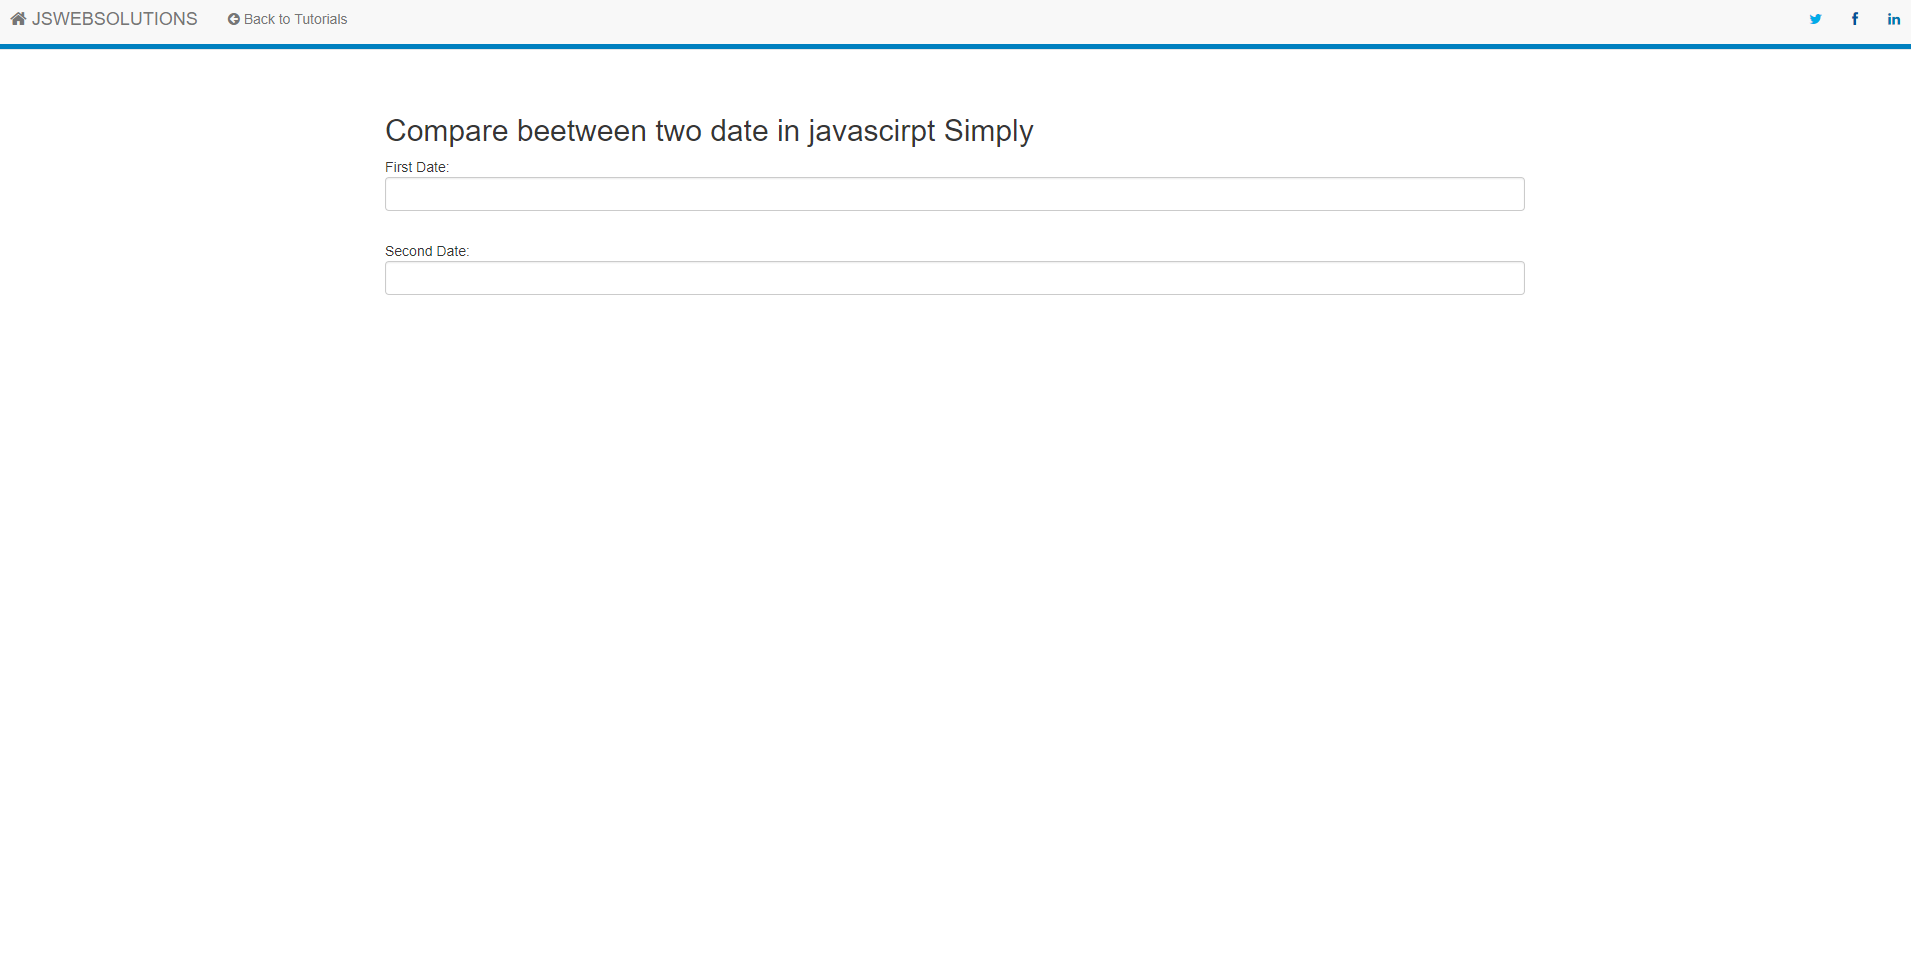 JSWEBSOLUTIONS
Back to Tutorials
Compare beetween two date in javascirpt Simply
First Date:
Second Date: